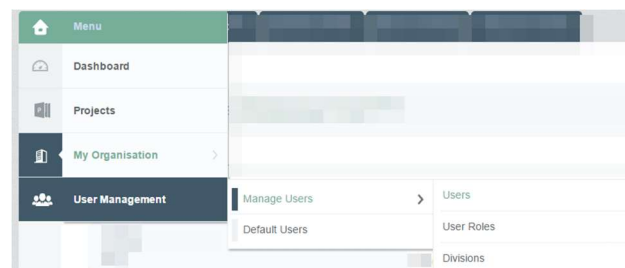 Menu
Dashboard
Projects
My Organisation
User Management
Manage Users
Default Users
Users
User Roles
Divisions